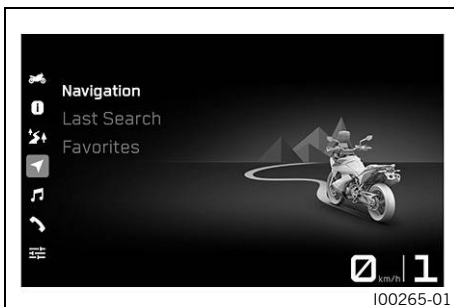 Navigation
Last Search
Favorites
0 km/h 1
I00265-01